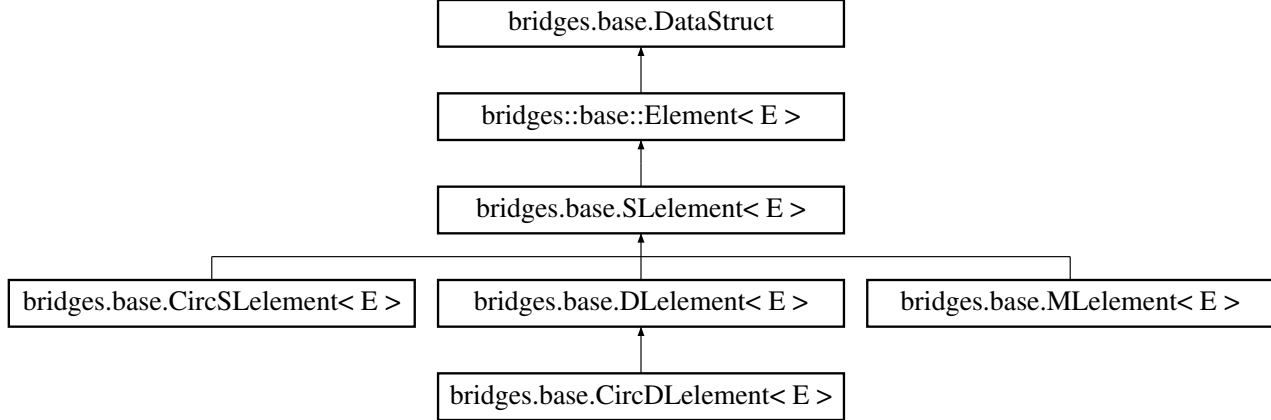 bridges.base.DataStruct
bridges::base::Element< E >
bridges.base.SLelement< E >
bridges.base.CircSLelement< E >
bridges.base.DLelement< E >
bridges.base.MLelement< E >
bridges.base.CircDLelement< E >